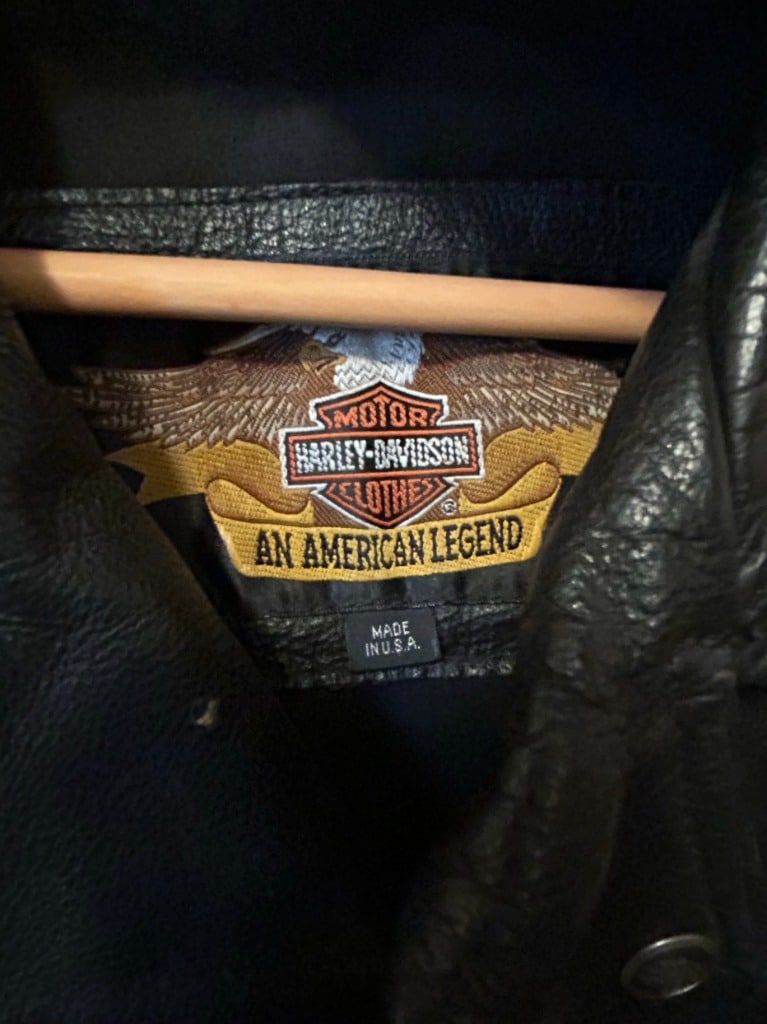 MOTOR
HARLEY-DAVIDSON
CLOTHES
®
AN AMERICAN LEGEND
MADE
IN U.S.A.